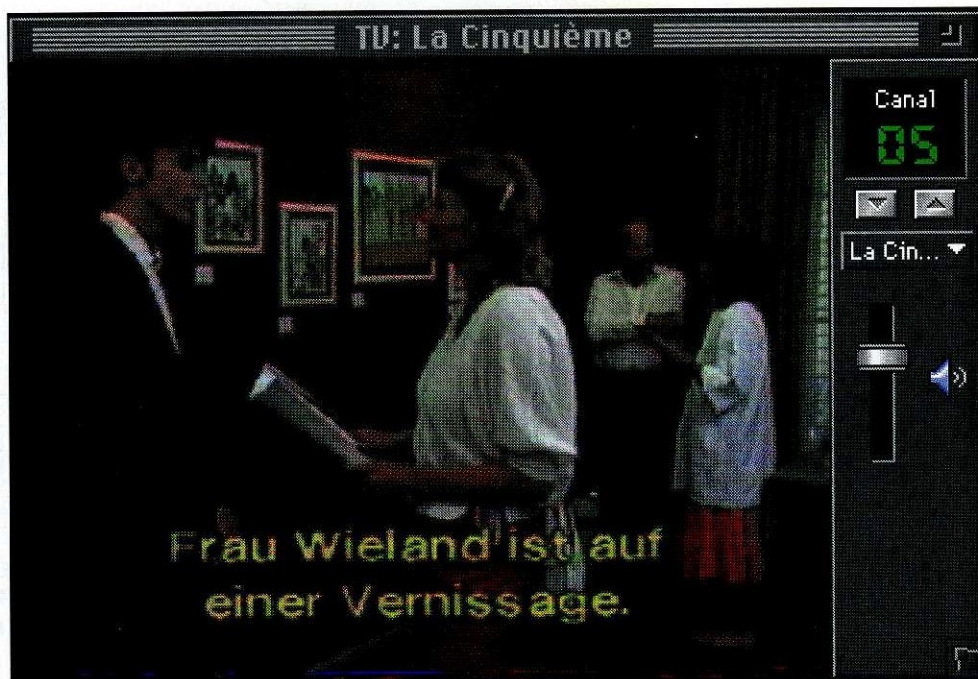 TV: La Cinquième
Canal
05
La Cin...
Frau Wieland ist auf
einer Vernissage.